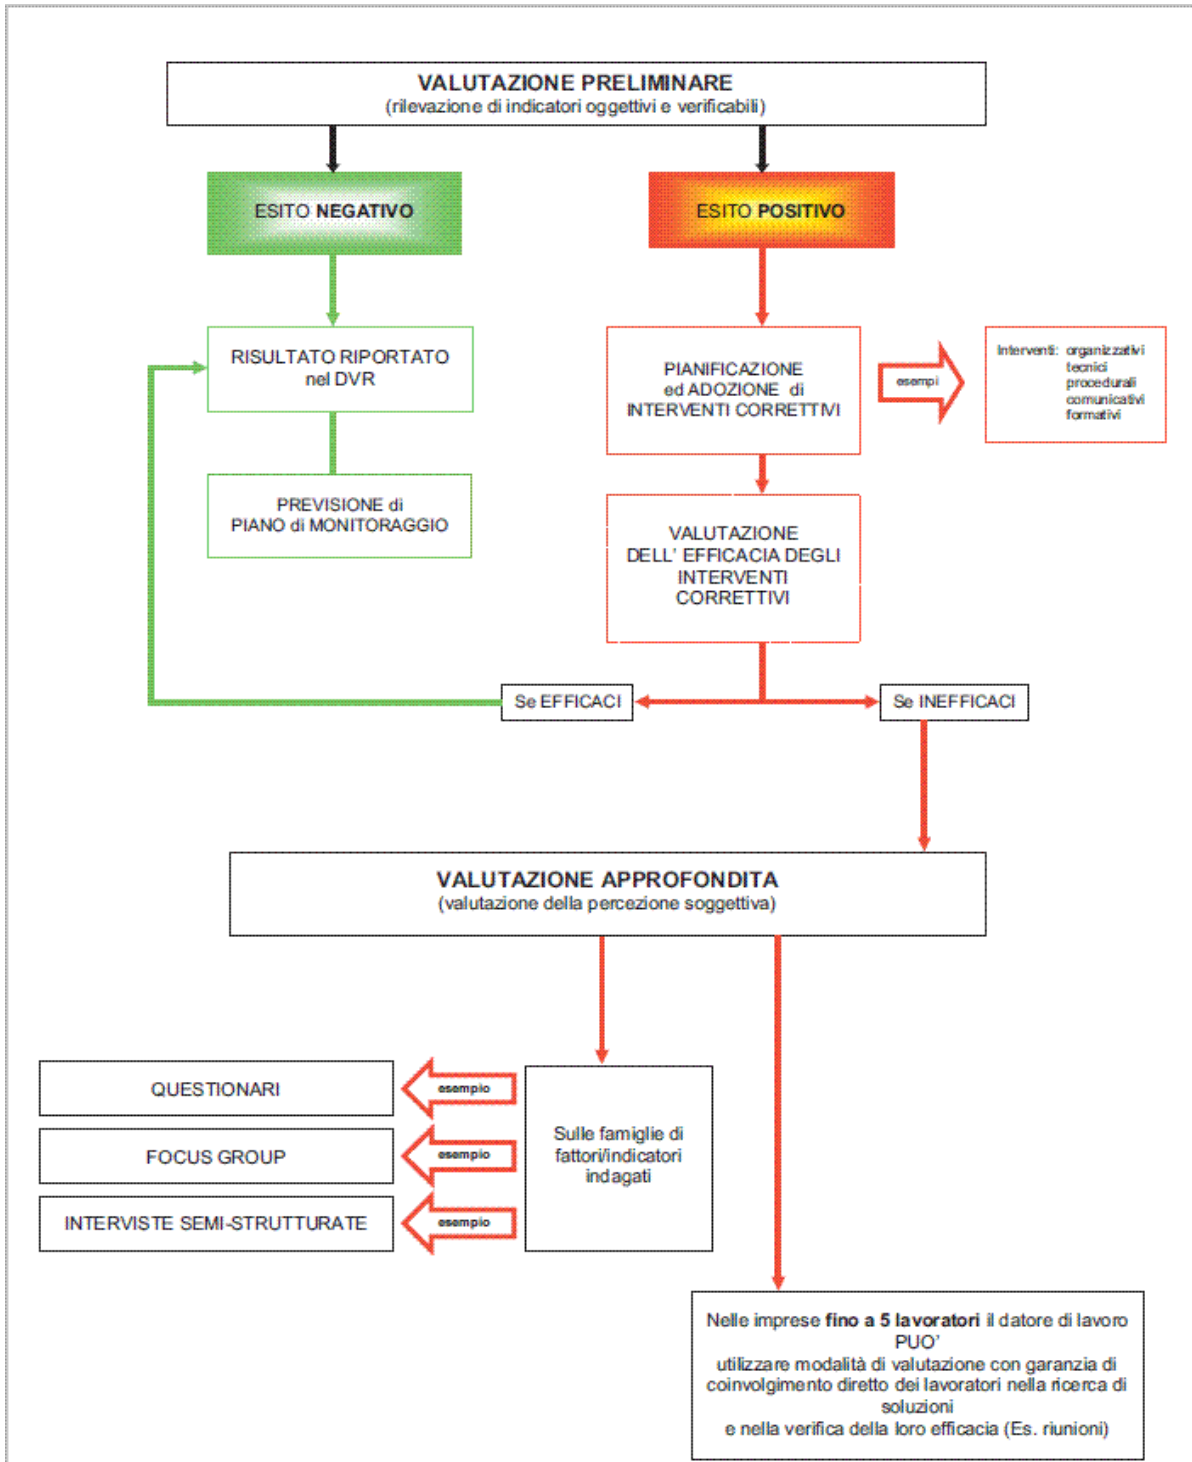 VALUTAZIONE PRELIMINARE
(rilevazione di indicatori oggettivi e verificabili)
ESITO NEGATIVO
ESITO POSITIVO
RISULTATO RIPORTATO
nel DVR
PIANIFICAZIONE
ed ADOZIONE di
INTERVENTI CORRETTIVI
esempi
Interventi: organizzativi
tecnici
procedurali
comunicativi
formativi
PREVISIONE di
PIANO di MONITORAGGIO
VALUTAZIONE
DELL' EFFICACIA DEGLI
INTERVENTI
CORRETTIVI
Se EFFICACI
Se INEFFICACI
VALUTAZIONE APPROFONDITA
(valutazione della percezione soggettiva)
QUESTIONARI
esempio
FOCUS GROUP
esempio
INTERVISTE SEMI-STRUTTURATE
esempio
Sulle famiglie di
fattori/indicatori
indagati
Nelle imprese fino a 5 lavoratori il datore di lavoro
PUO'
utilizzare modalità di valutazione con garanzia di
coinvolgimento diretto dei lavoratori nella ricerca di
soluzioni
e nella verifica della loro efficacia (Es. riunioni)